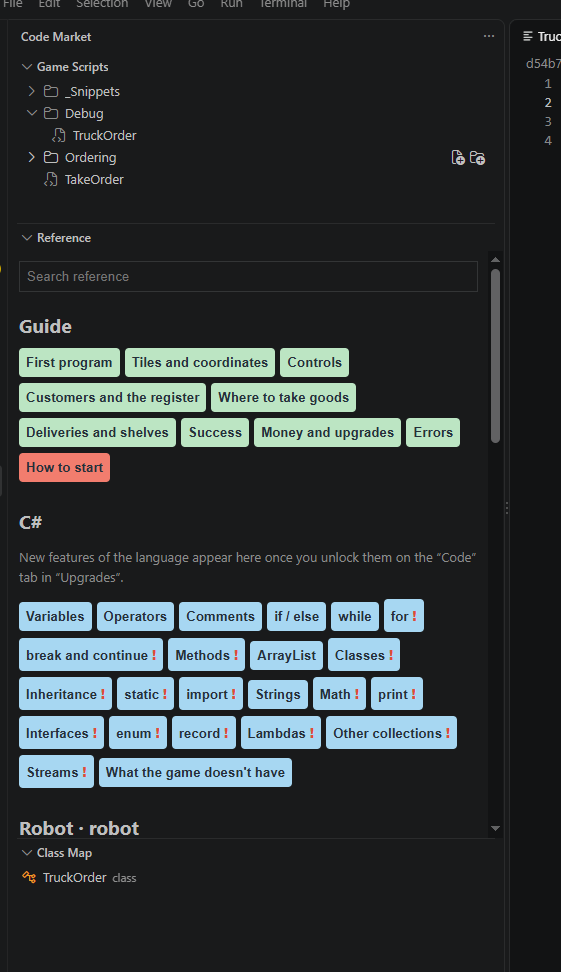 File Edit Selection View Go Run Terminal Help
Code Market ...
Truc
Game Scripts
d54b7
_Snippets
1
Debug
2
TruckOrder
3
Ordering
4
TakeOrder
Reference
Search reference
Guide
First program Tiles and coordinates Controls
Customers and the register Where to take goods
Deliveries and shelves Success Money and upgrades Errors
How to start
C#
New features of the language appear here once you unlock them on the “Code”
tab in “Upgrades”.
Variables Operators Comments if / else while for !
break and continue ! Methods ! ArrayList Classes !
Inheritance ! static ! import ! Strings Math ! print !
Interfaces ! enum ! record ! Lambdas ! Other collections !
Streams ! What the game doesn't have
Robot · robot
Class Map
TruckOrder class